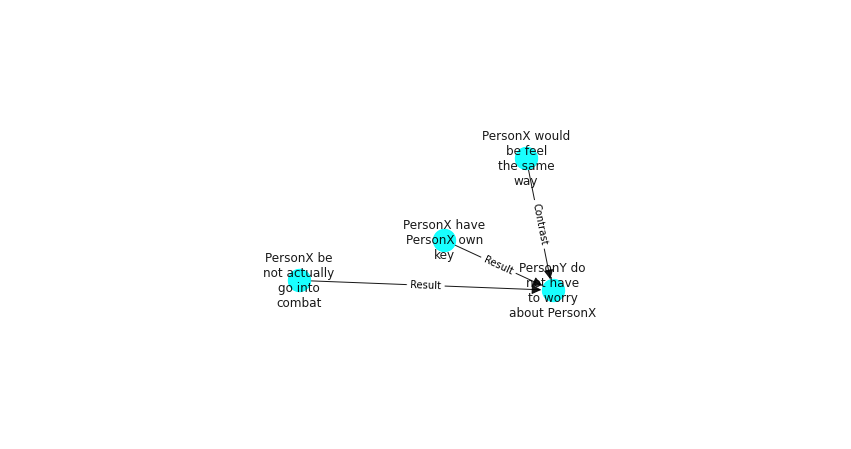 PersonX would
be feel
the same
way
Contrast
PersonX have
PersonX own
key
Result
PersonX be
not actually
go into
combat
Result
PersonY do
not have
to worry
about PersonX